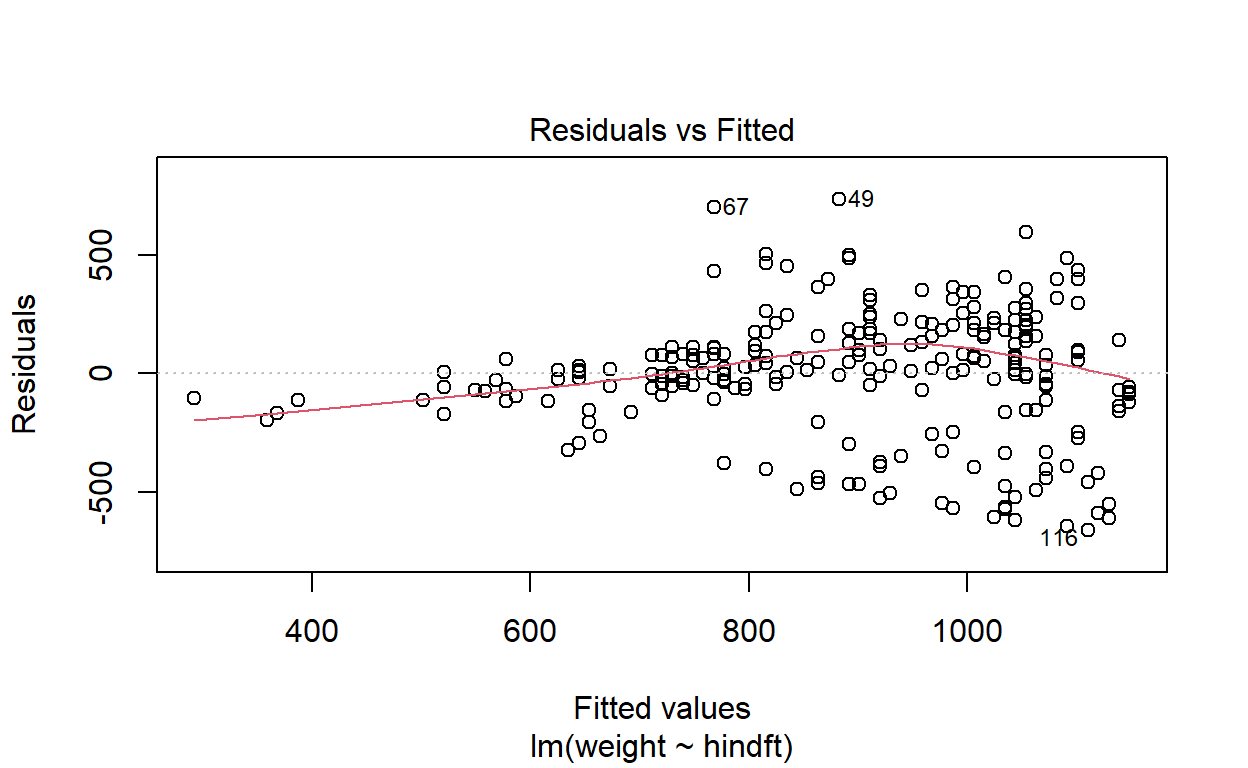 Residuals vs Fitted
67
49
116
500
0
-500
Residuals
400 600 800 1000
Fitted values
lm(weight ~ hindft)